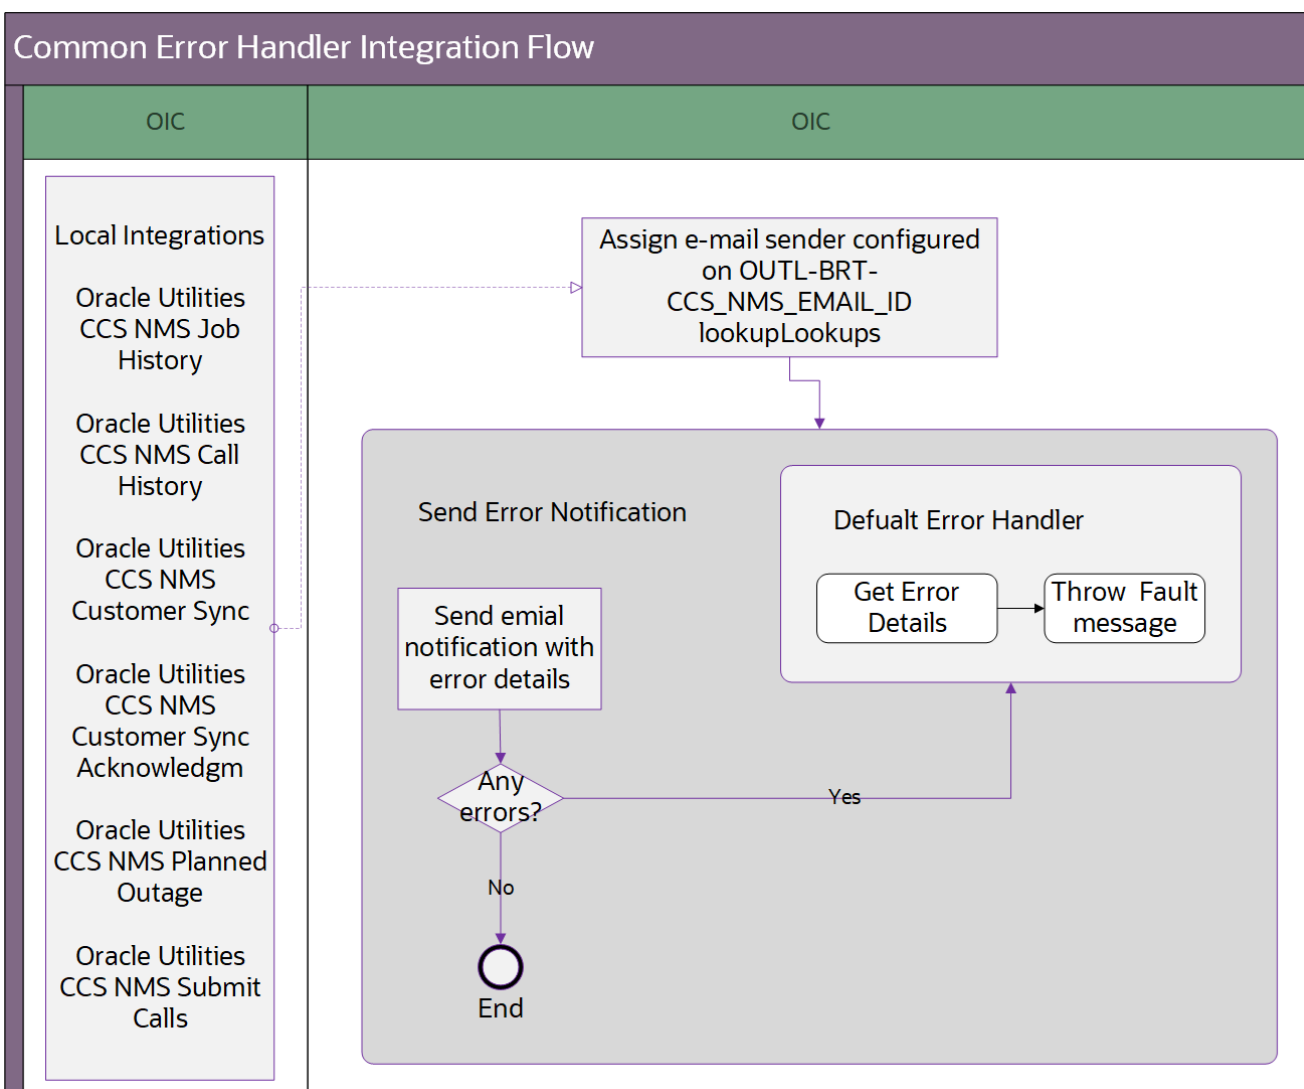 Common Error Handler Integration Flow
OIC
OIC
Local Integrations
Oracle Utilities
CCS NMS Job
History
Oracle Utilities
CCS NMS Call
History
Oracle Utilities
CCS NMS
Customer Sync
Oracle Utilities
CCS NMS
Customer Sync
Acknowledgm
Oracle Utilities
CCS NMS Planned
Outage
Oracle Utilities
CCS NMS Submit
Calls
Assign e-mail sender configured
on OUTL-BRT-
CCS_NMS_EMAIL_ID
lookupLookups
Send Error Notification
Defualt Error Handler
Get Error
Details
Throw  Fault
message
Send emial
notification with
error details
Any
errors?
Yes
No
End